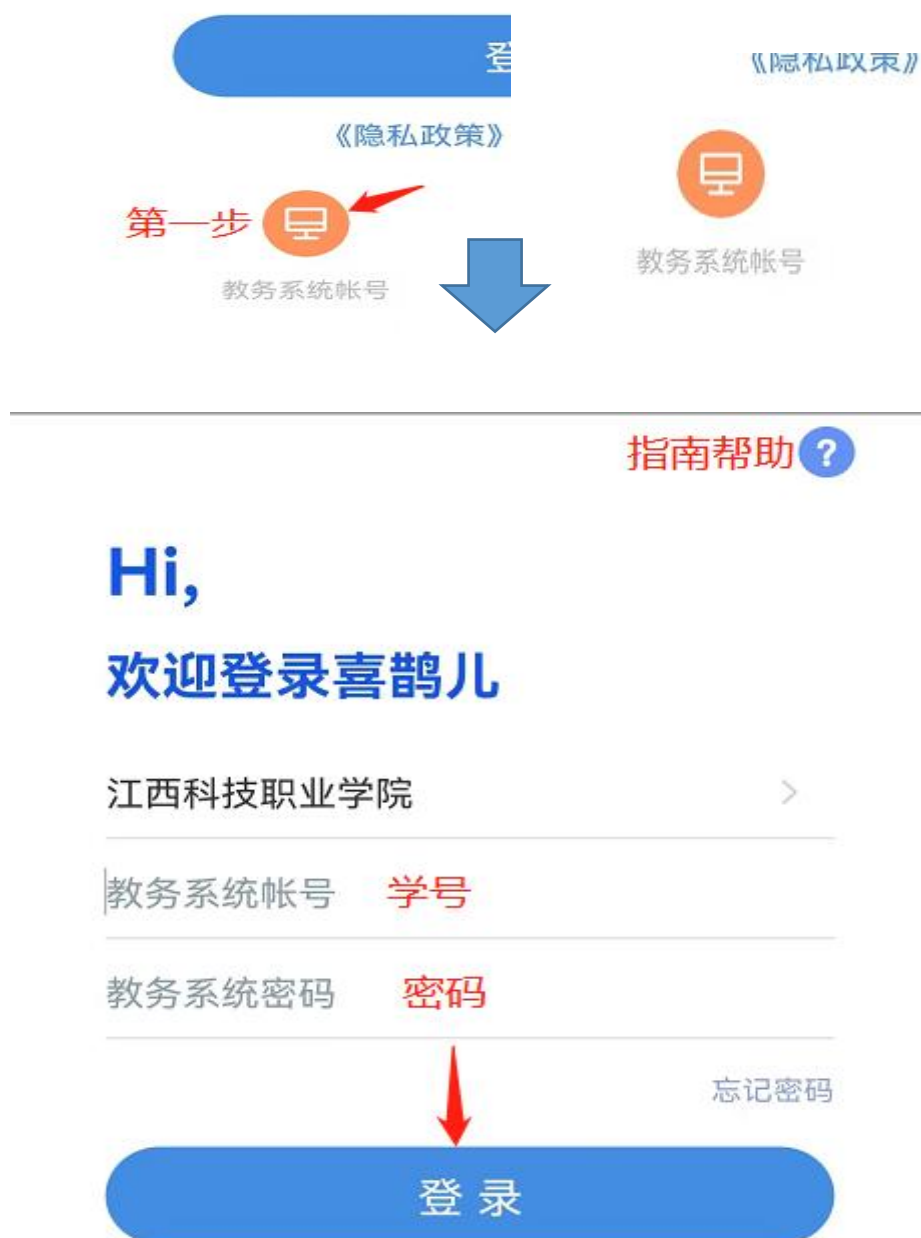 登
《隐私政策》
《隐私政策》
第一步
教务系统帐号
教务系统帐号
指南帮助?
Hi,
欢迎登录喜鹊儿
江西科技职业学院
教务系统帐号 学号
教务系统密码 密码
忘记密码
登录